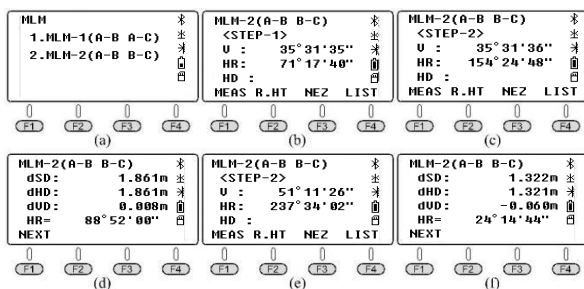 MLM
1.MLM-1(A-B A-C)
2.MLM-2(A-B B-C)
F1 F2 F3 F4
(a)
MLM-2(A-B B-C)
<STEP-1>
V : 35°31'35"
HR: 71°17'40"
HD :
MEAS R.HT NEZ LIST
F1 F2 F3 F4
(b)
MLM-2(A-B B-C)
<STEP-2>
V : 35°31'36"
HR: 154°24'48"
HD :
MEAS R.HT NEZ LIST
F1 F2 F3 F4
(c)
MLM-2(A-B B-C)
dSD: 1.861m
dHD: 1.861m
dVD: 0.008m
HR= 88°52'00"
NEXT
F1 F2 F3 F4
(d)
MLM-2(A-B B-C)
<STEP-2>
V : 51°11'26"
HR: 237°34'02"
HD :
MEAS R.HT NEZ LIST
F1 F2 F3 F4
(e)
MLM-2(A-B B-C)
dSD: 1.322m
dHD: 1.321m
dVD: -0.060m
HR= 24°14'44"
NEXT
F1 F2 F3 F4
(f)